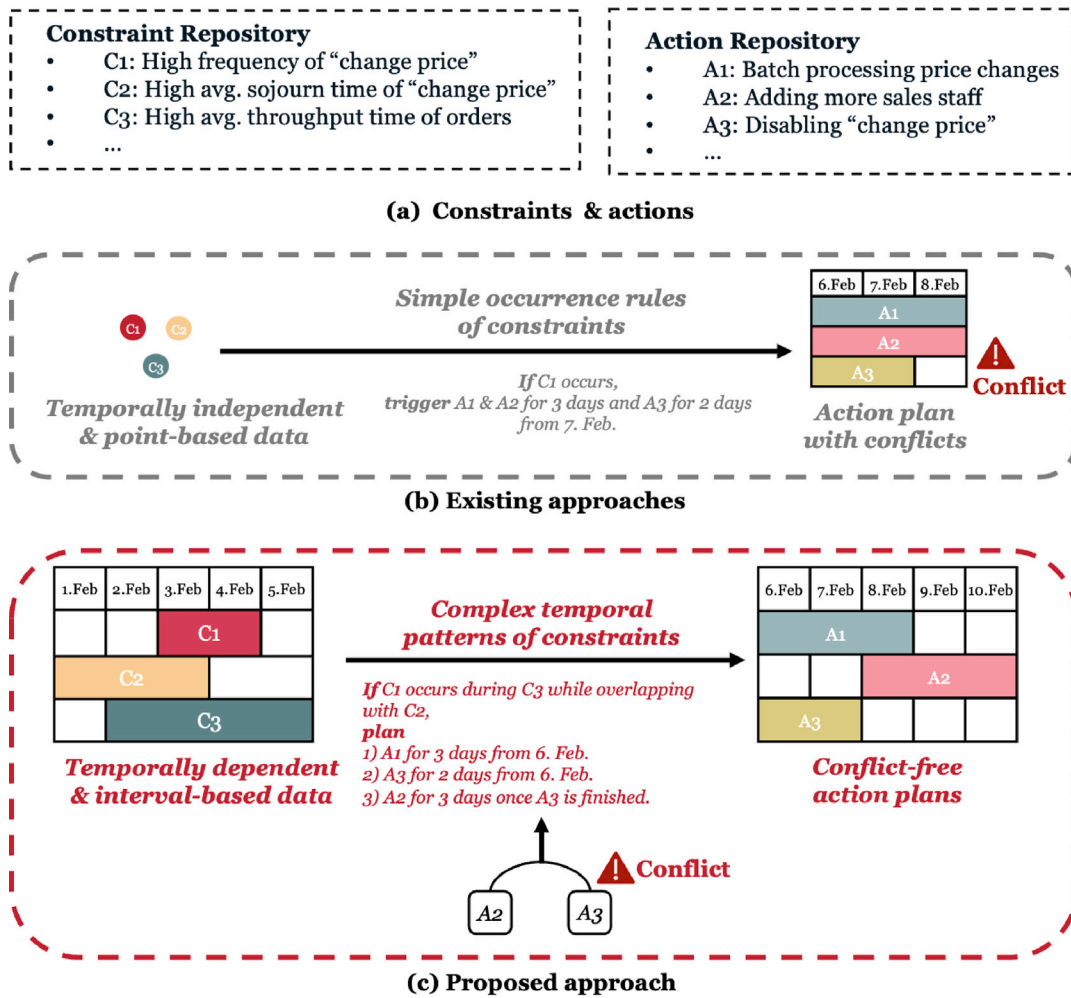 Constraint Repository
• C1: High frequency of “change price”
• C2: High avg. sojourn time of “change price”
• C3: High avg. throughput time of orders
• ...
Action Repository
• A1: Batch processing price changes
• A2: Adding more sales staff
• A3: Disabling “change price”
• ...
(a) Constraints & actions
C1
C2
C3
Temporally independent
& point-based data
Simple occurrence rules
of constraints
If C1 occurs,
trigger A1 & A2 for 3 days and A3 for 2 days
from 7. Feb.
6.Feb 7.Feb 8.Feb
A1
A2
A3
Conflict
Action plan
with conflicts
(b) Existing approaches
1.Feb 2.Feb 3.Feb 4.Feb 5.Feb
C1
C2
C3
Temporally dependent
& interval-based data
Complex temporal
patterns of constraints
If C1 occurs during C3 while overlapping
with C2,
plan
1) A1 for 3 days from 6. Feb.
2) A3 for 2 days from 6. Feb.
3) A2 for 3 days once A3 is finished.
Conflict
A2 A3
6.Feb 7.Feb 8.Feb 9.Feb 10.Feb
A1
A2
A3
Conflict-free
action plans
(c) Proposed approach